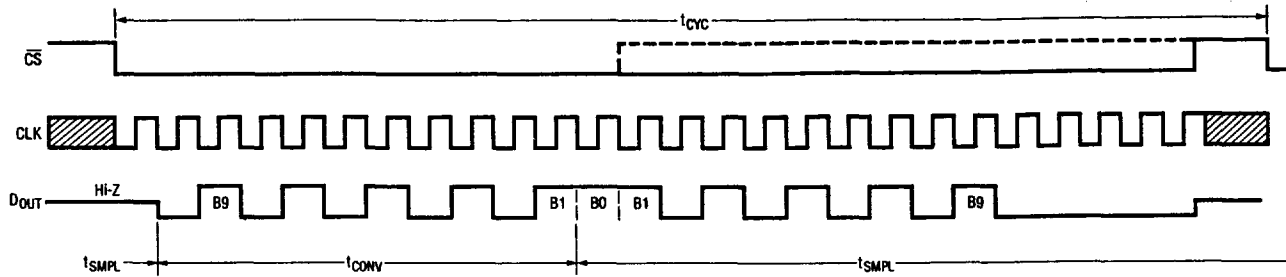 tCYC
CS
CLK
Hi-Z
DOUT
B9 B1 B0 B1 B9
tSMPL tCONV tSMPL